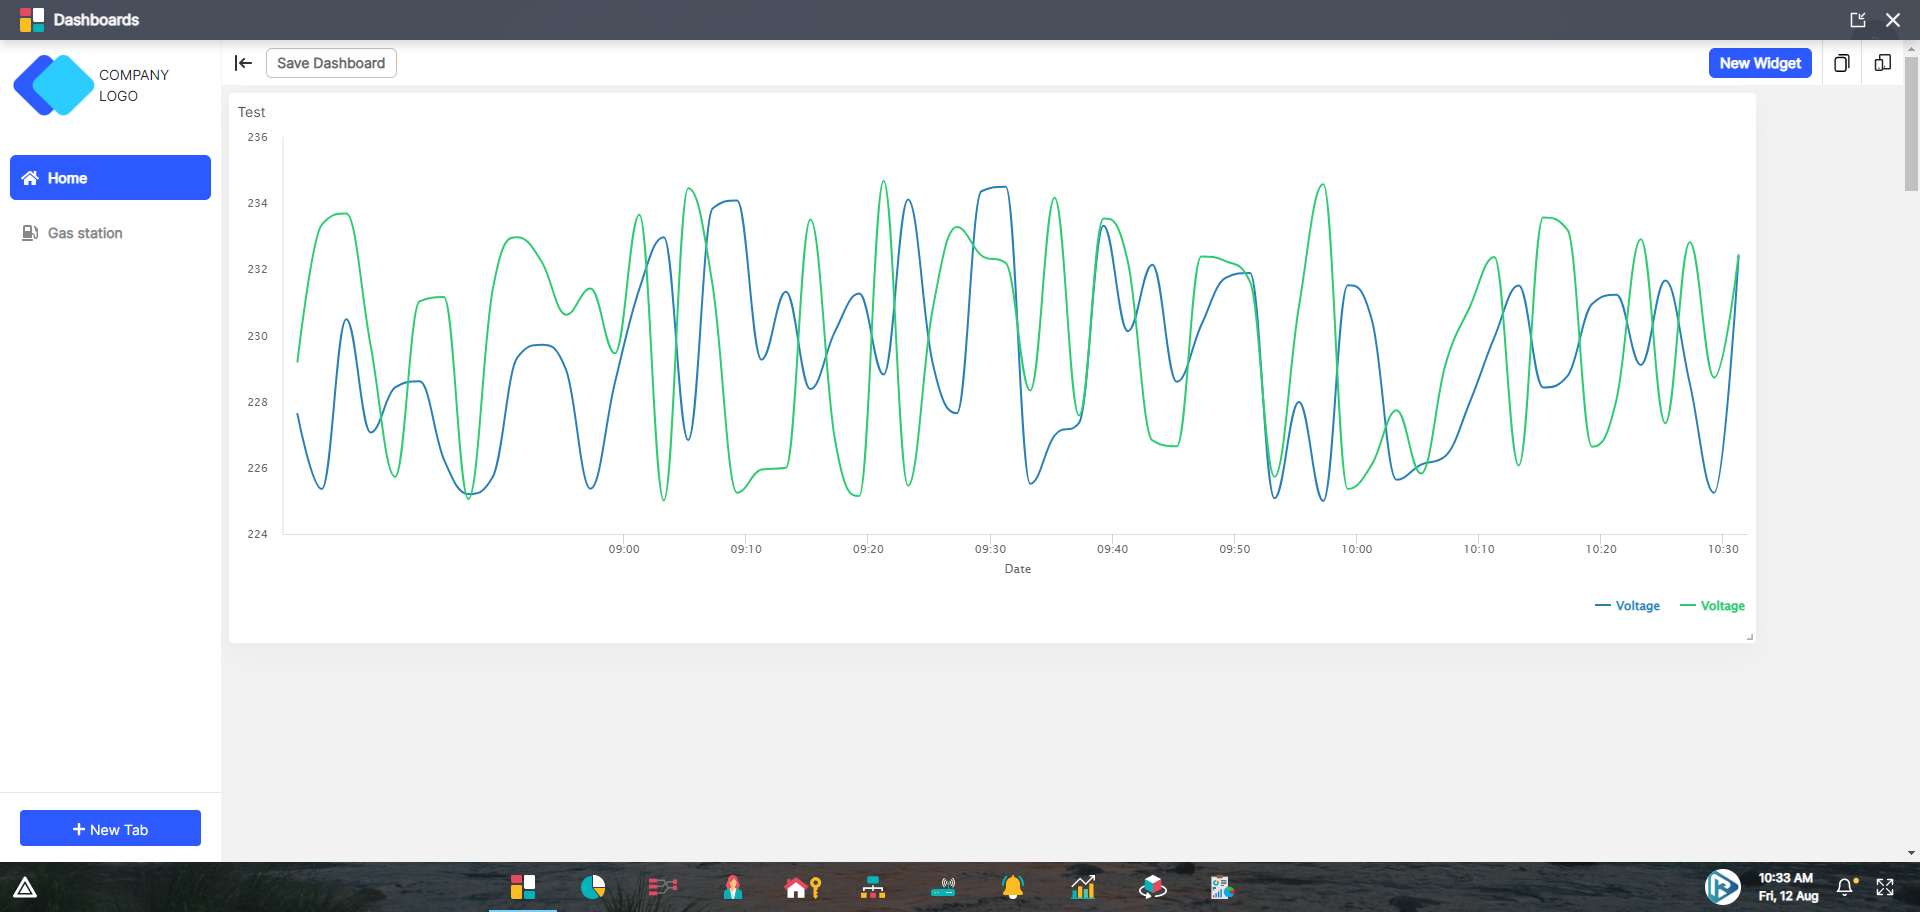 Dashboards
COMPANY
LOGO
Save Dashboard
New Widget
Home
Gas station
New Tab
Test
236
234
232
230
228
226
224
09:00 09:10 09:20 09:30 09:40 09:50 10:00 10:10 10:20 10:30
Date
Voltage Voltage
10:33 AM
Fri, 12 Aug